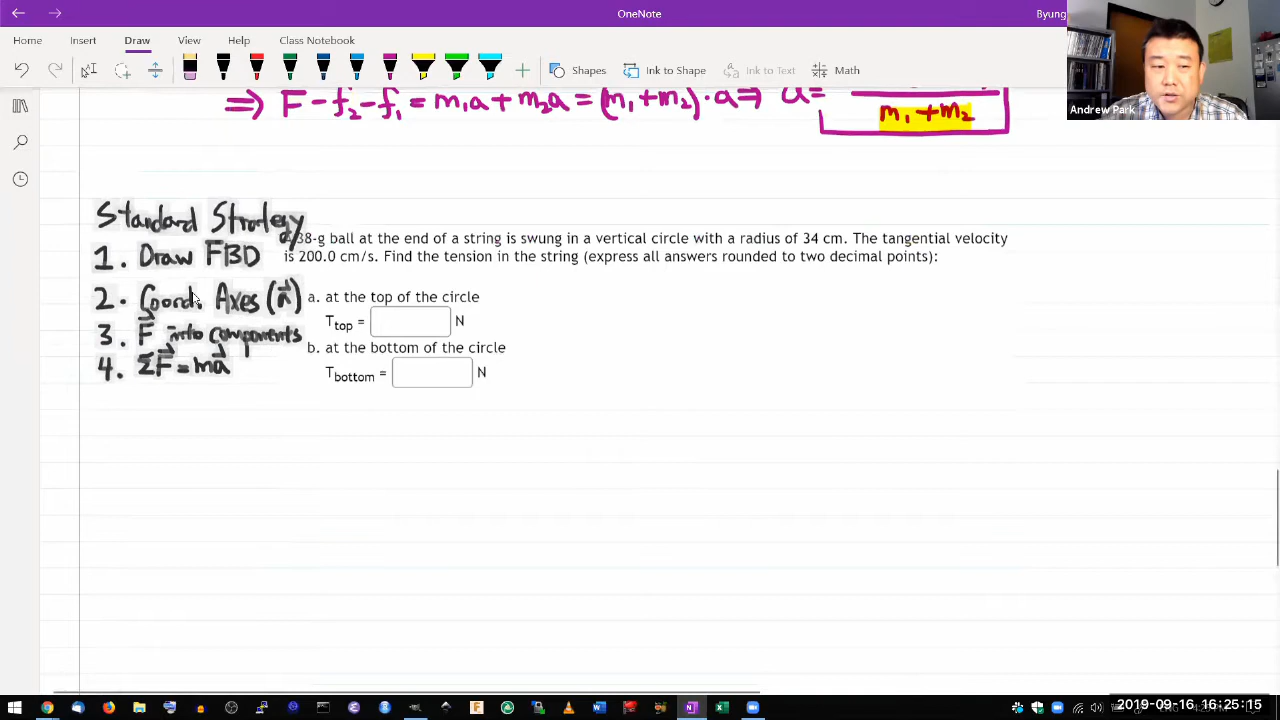 OneNote
Byung
Home Insert Draw View Help Class Notebook
Shapes Ink to Shape Ink to Text Math
Andrew Park
⇒ F - f₂ - f₁ = m₁a + m₂a = (m₁+m₂)·a ⇒ a =
m₁ + m₂
Standard Strategy
1. Draw FBD
2. Coord. Axes (a⃗)
3. F⃗ into components
4. ΣF⃗ = ma⃗
38-g ball at the end of a string is swung in a vertical circle with a radius of 34 cm. The tangential velocity
is 200.0 cm/s. Find the tension in the string (express all answers rounded to two decimal points):
a. at the top of the circle
Ttop = N
b. at the bottom of the circle
Tbottom = N
2019-09-16 16:25:15